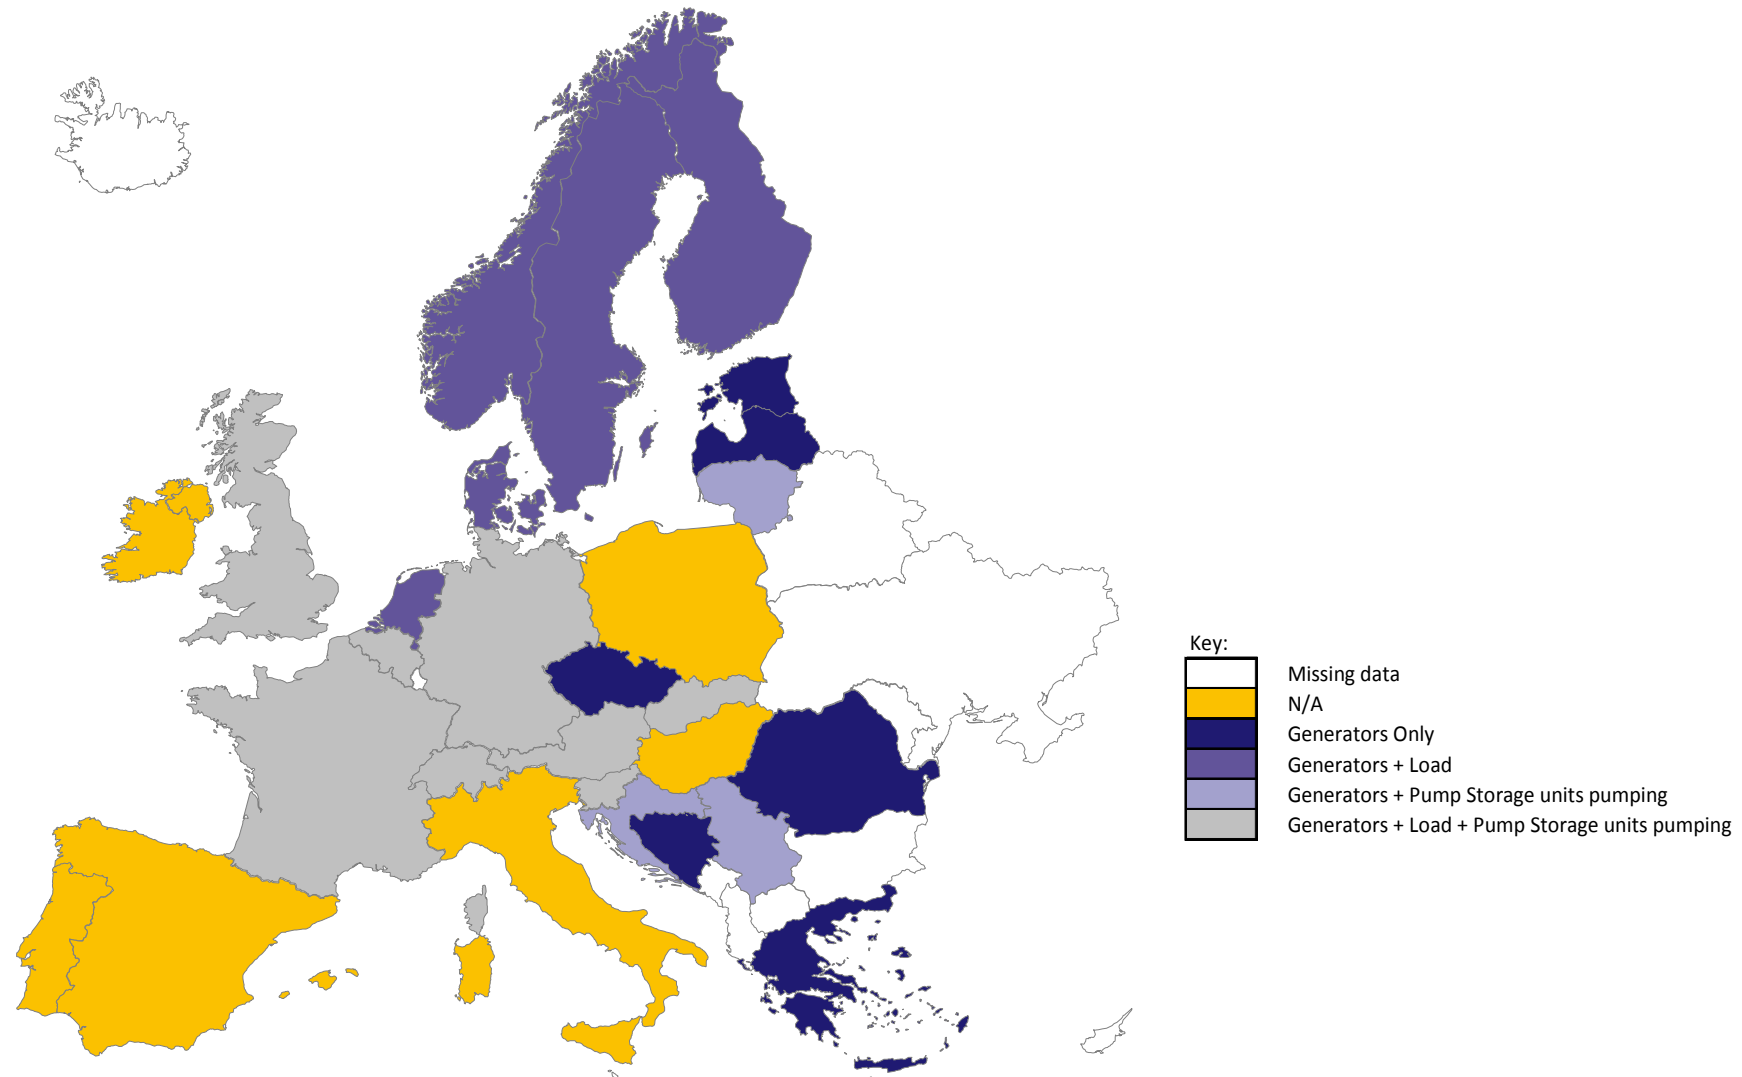 Key:
Missing data
N/A
Generators Only
Generators + Load
Generators + Pump Storage units pumping
Generators + Load + Pump Storage units pumping